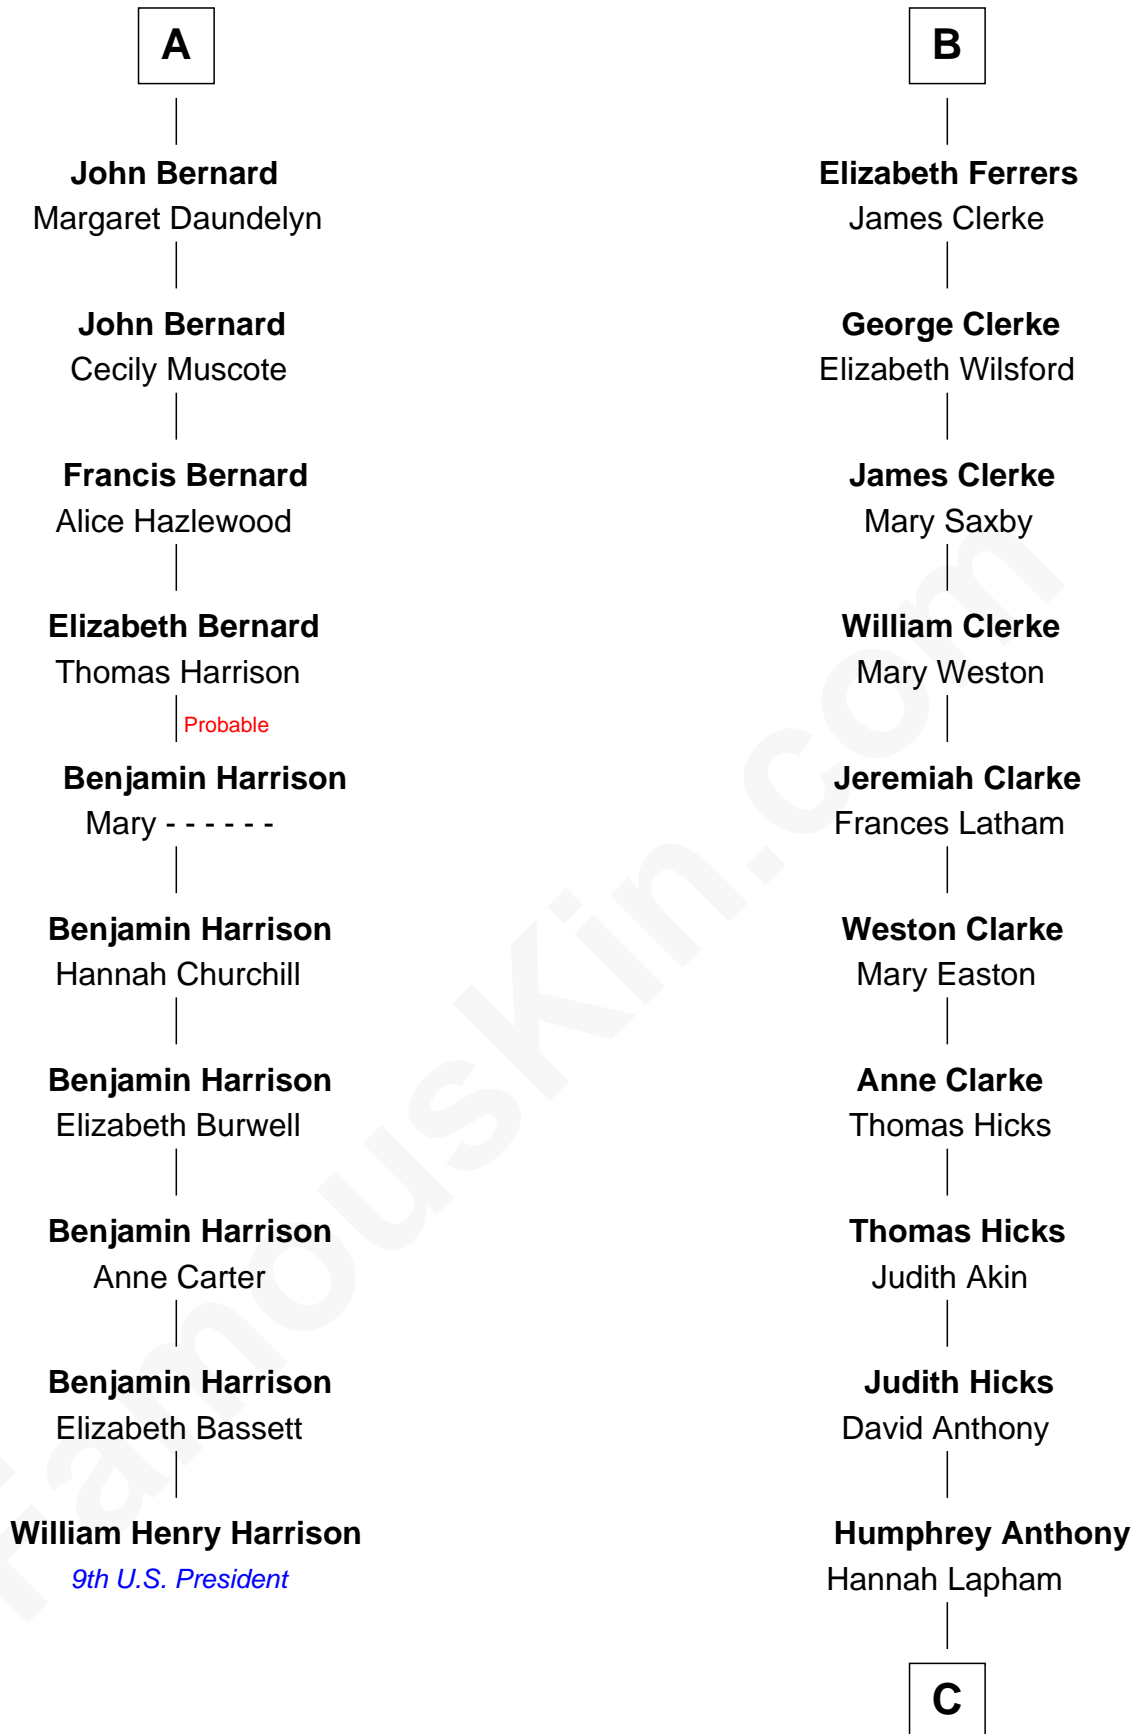 A
John Bernard
Margaret Daundelyn
John Bernard
Cecily Muscote
Francis Bernard
Alice Hazlewood
Elizabeth Bernard
Thomas Harrison
Probable
Benjamin Harrison
Mary - - - - - -
Benjamin Harrison
Hannah Churchill
Benjamin Harrison
Elizabeth Burwell
Benjamin Harrison
Anne Carter
Benjamin Harrison
Elizabeth Bassett
William Henry Harrison
9th U.S. President
B
Elizabeth Ferrers
James Clerke
George Clerke
Elizabeth Wilsford
James Clerke
Mary Saxby
William Clerke
Mary Weston
Jeremiah Clarke
Frances Latham
Weston Clarke
Mary Easton
Anne Clarke
Thomas Hicks
Thomas Hicks
Judith Akin
Judith Hicks
David Anthony
Humphrey Anthony
Hannah Lapham
C
FamousKin.com